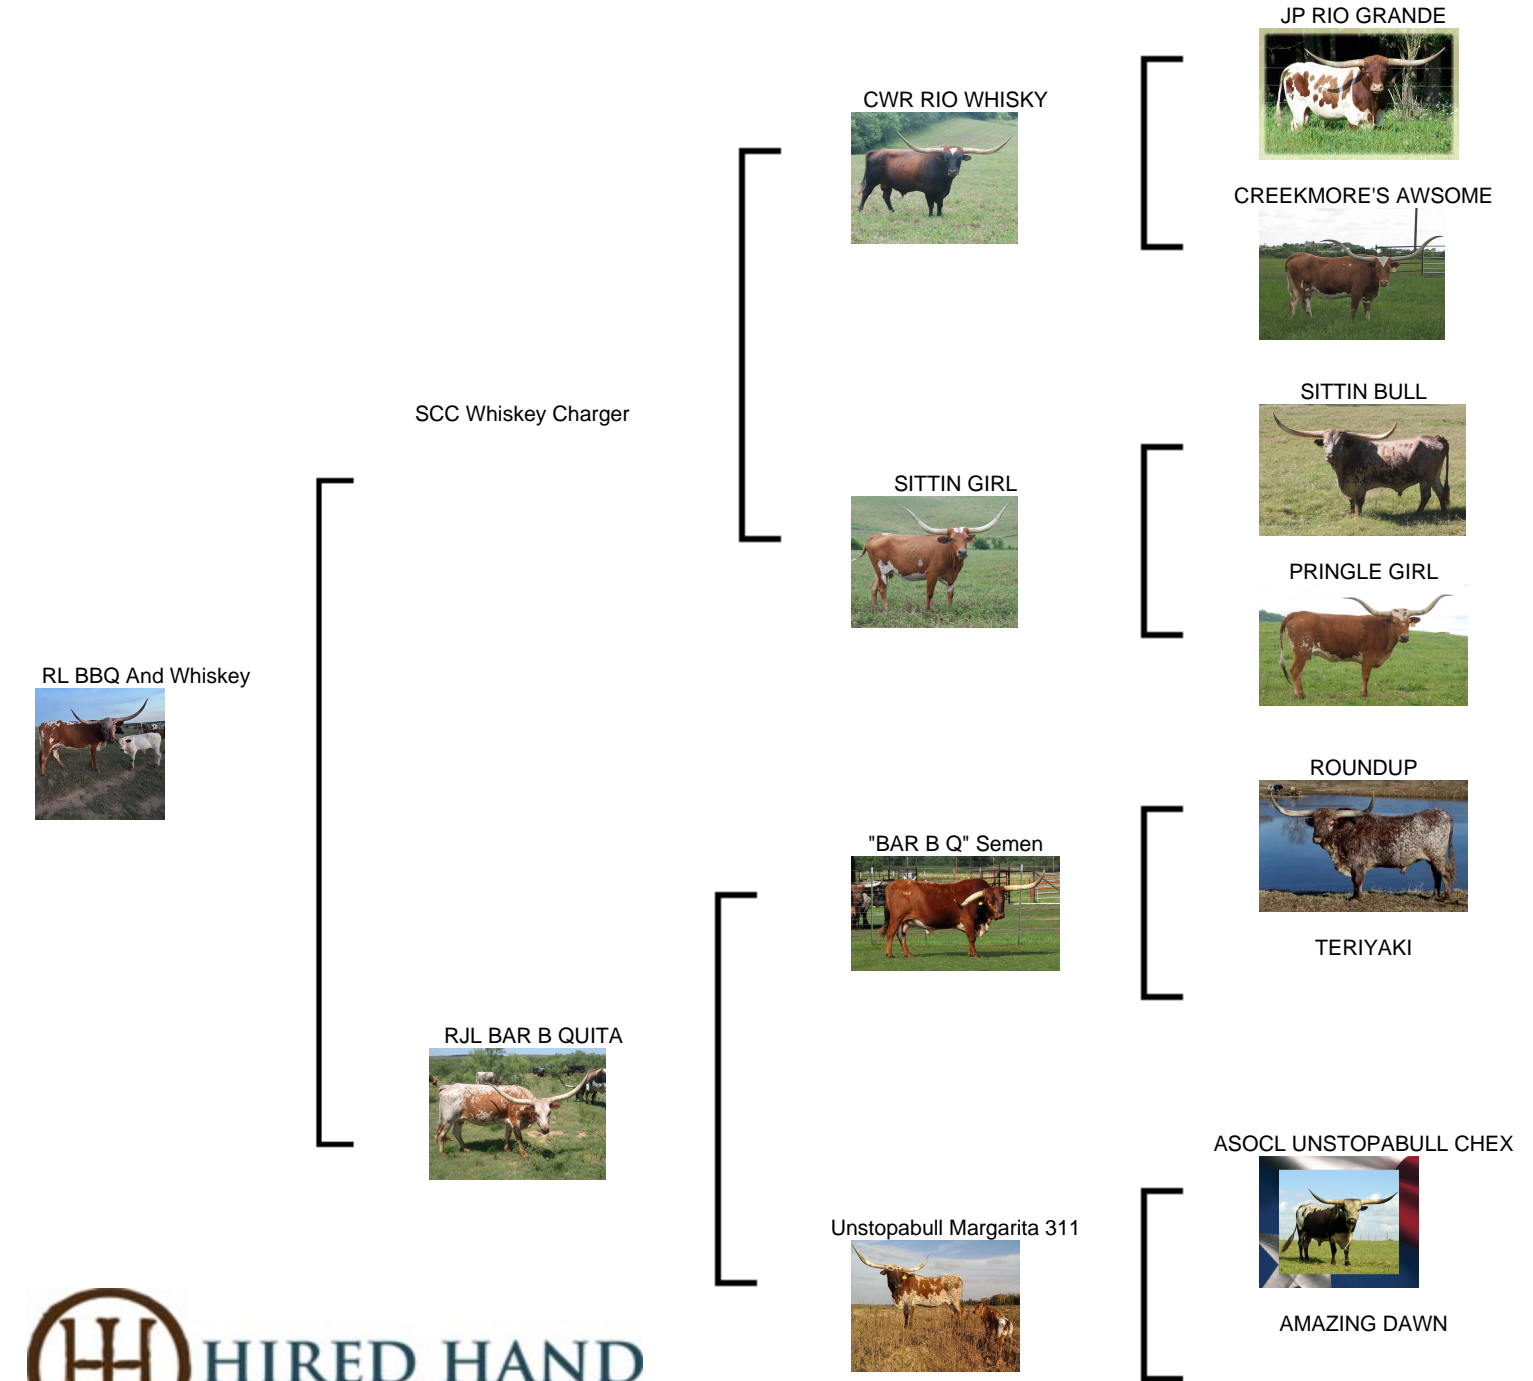 JP RIO GRANDE
CWR RIO WHISKY
CREEKMORE'S AWSOME
SITTIN BULL
SCC Whiskey Charger
SITTIN GIRL
PRINGLE GIRL
RL BBQ And Whiskey
ROUNDUP
"BAR B Q" Semen
TERIYAKI
RJL BAR B QUITA
ASOCL UNSTOPABULL CHEX
Unstopabull Margarita 311
AMAZING DAWN
HIRED HAND